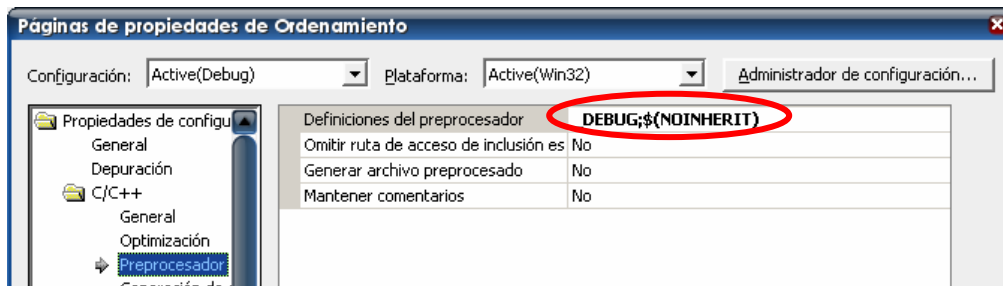 Páginas de propiedades de Ordenamiento
Configuración: Active(Debug) Plataforma: Active(Win32) Administrador de configuración...
Propiedades de configu
General
Depuración
C/C++
General
Optimización
Preprocesador
Definiciones del preprocesador DEBUG;$(NOINHERIT)
Omitir ruta de acceso de inclusión es No
Generar archivo preprocesado No
Mantener comentarios No